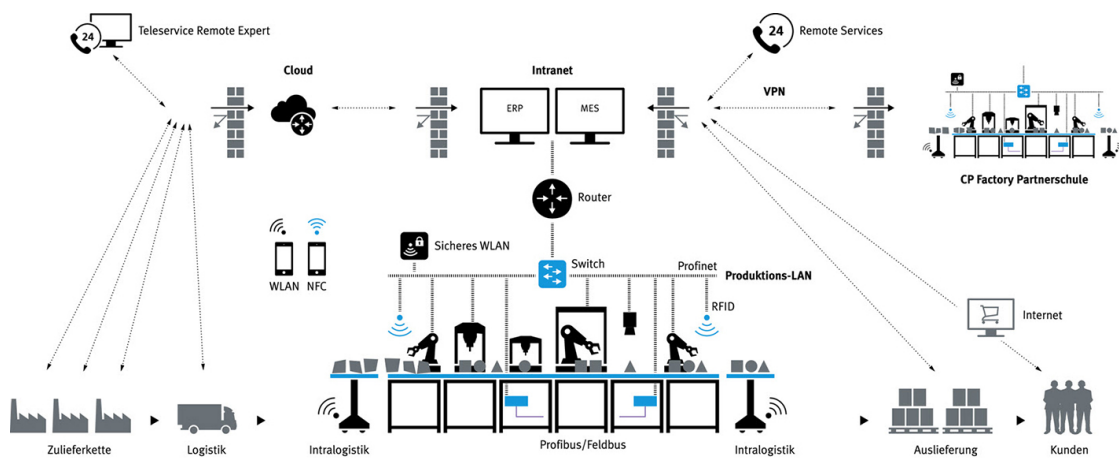 24
Teleservice Remote Expert
24
Remote Services
Cloud
Intranet
VPN
ERP
MES
CP Factory Partnerschule
Router
Sicheres WLAN
Switch
Profinet
Produktions-LAN
WLAN
NFC
RFID
Internet
Profibus/Feldbus
Zulieferkette
Logistik
Intralogistik
Intralogistik
Auslieferung
Kunden